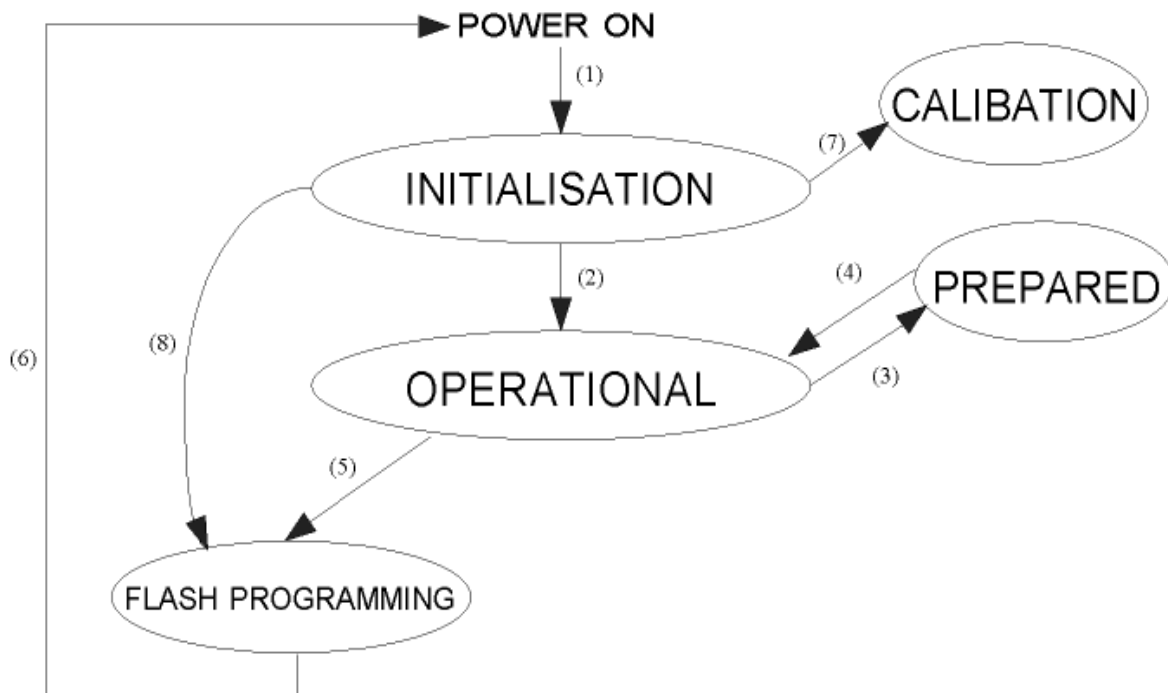 POWER ON
(1)
CALIBATION
(7)
INITIALISATION
(2)
(4)
PREPARED
(8)
(6)
(3)
OPERATIONAL
(5)
FLASH PROGRAMMING